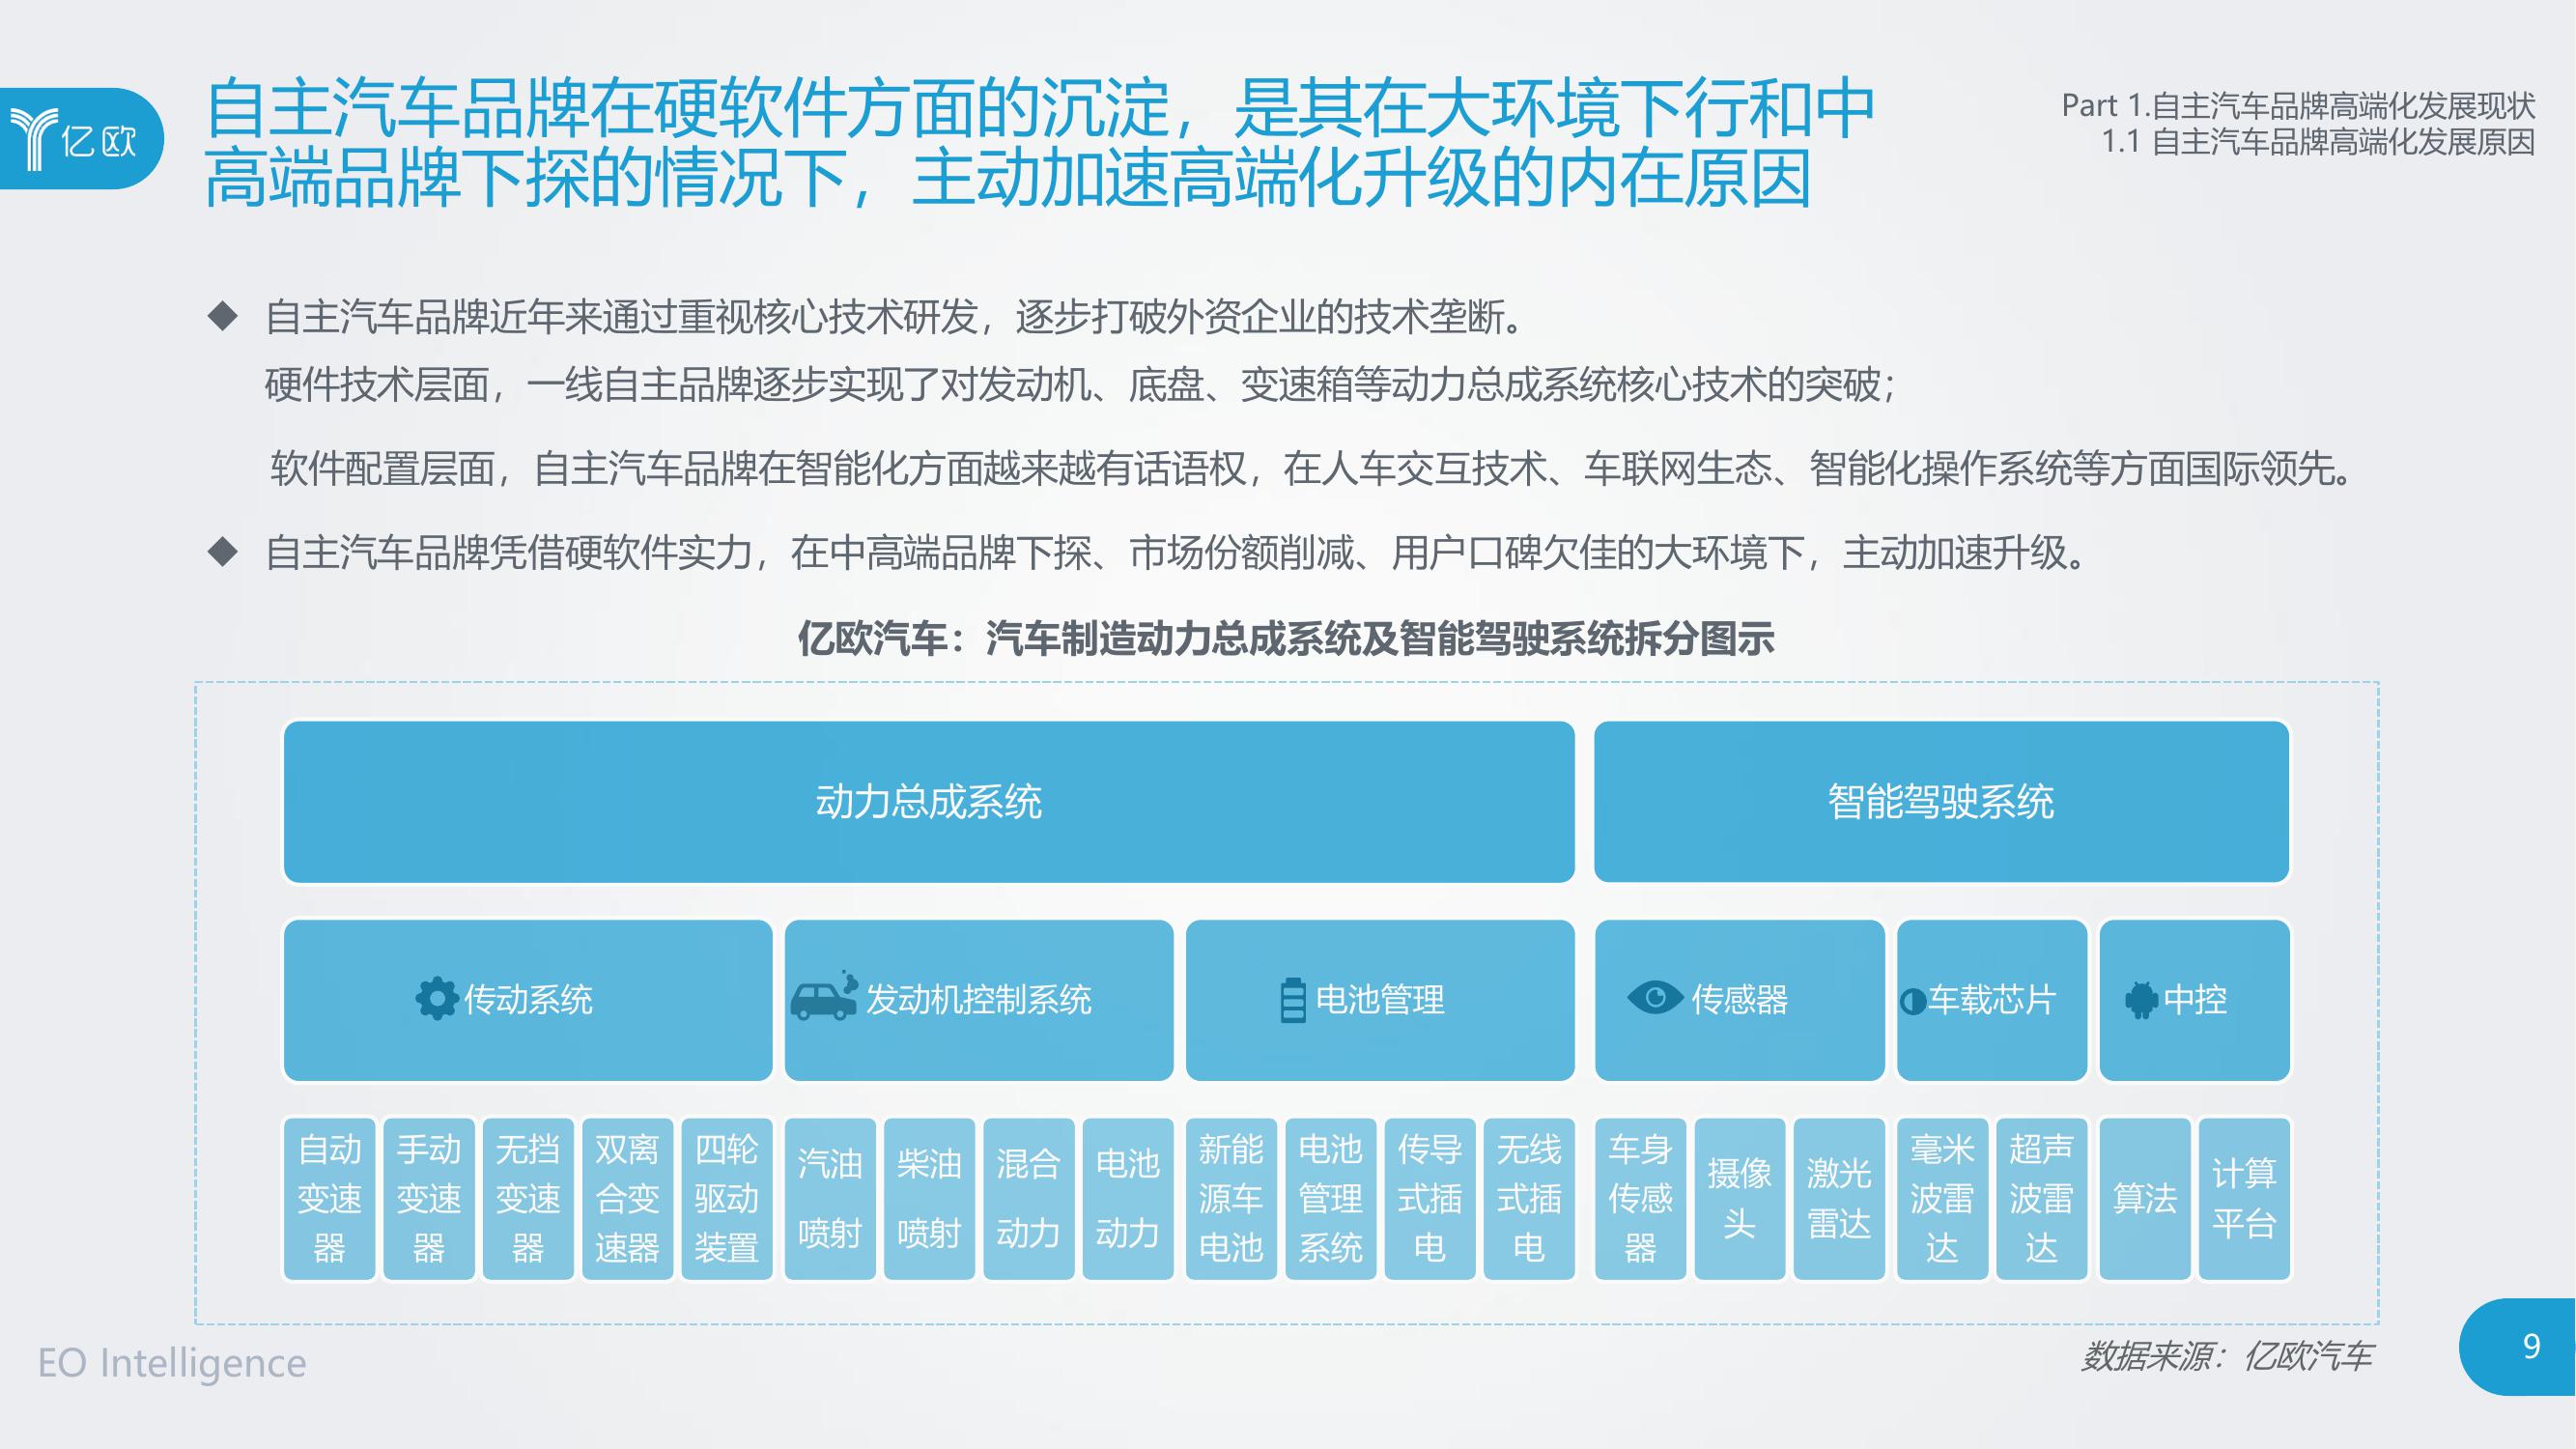 亿欧
自主汽车品牌在硬软件方面的沉淀，是其在大环境下行和中
高端品牌下探的情况下，主动加速高端化升级的内在原因
Part 1.自主汽车品牌高端化发展现状
1.1 自主汽车品牌高端化发展原因
◆ 自主汽车品牌近年来通过重视核心技术研发，逐步打破外资企业的技术垄断。
硬件技术层面，一线自主品牌逐步实现了对发动机、底盘、变速箱等动力总成系统核心技术的突破；
软件配置层面，自主汽车品牌在智能化方面越来越有话语权，在人车交互技术、车联网生态、智能化操作系统等方面国际领先。
◆ 自主汽车品牌凭借硬软件实力，在中高端品牌下探、市场份额削减、用户口碑欠佳的大环境下，主动加速升级。
亿欧汽车：汽车制造动力总成系统及智能驾驶系统拆分图示
动力总成系统
智能驾驶系统
传动系统
发动机控制系统
电池管理
传感器
车载芯片
中控
自动
变速
器
手动
变速
器
无挡
变速
器
双离
合变
速器
四轮
驱动
装置
汽油
喷射
柴油
喷射
混合
动力
电池
动力
新能
源车
电池
电池
管理
系统
传导
式插
电
无线
式插
电
车身
传感
器
摄像
头
激光
雷达
毫米
波雷
达
超声
波雷
达
算法
计算
平台
EO Intelligence
数据来源：亿欧汽车
9